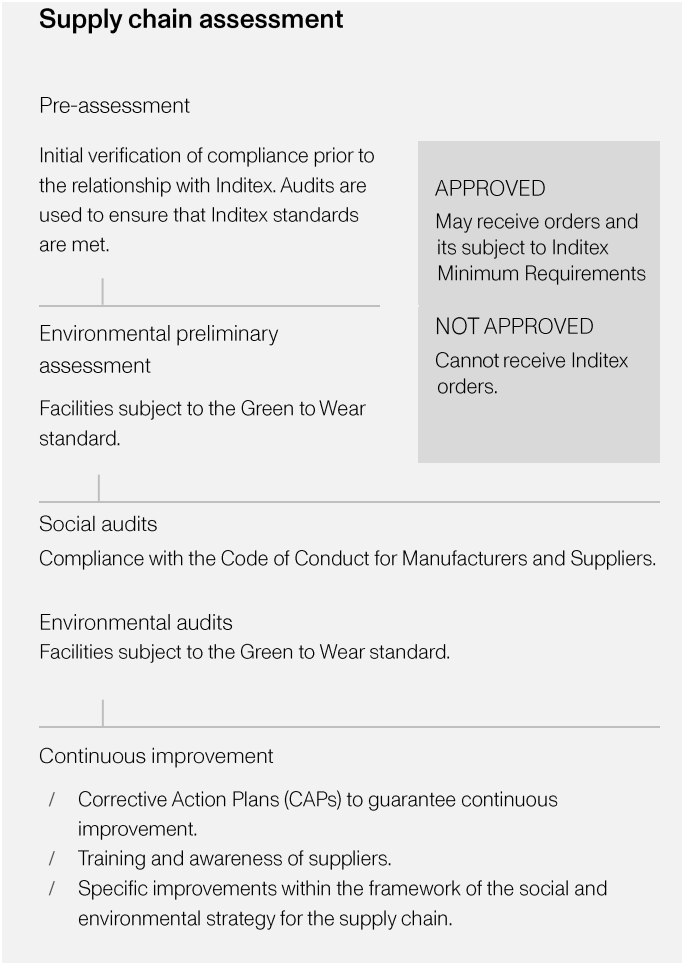 Supply chain assessment
Pre-assessment
Initial verification of compliance prior to
the relationship with Inditex. Audits are
used to ensure that Inditex standards
are met.
APPROVED
May receive orders and
its subject to Inditex
Minimum Requirements
NOT APPROVED
Cannot receive Inditex
orders.
Environmental preliminary
assessment
Facilities subject to the Green to Wear
standard.
Social audits
Compliance with the Code of Conduct for Manufacturers and Suppliers.
Environmental audits
Facilities subject to the Green to Wear standard.
Continuous improvement
/ Corrective Action Plans (CAPs) to guarantee continuous
improvement.
/ Training and awareness of suppliers.
/ Specific improvements within the framework of the social and
environmental strategy for the supply chain.